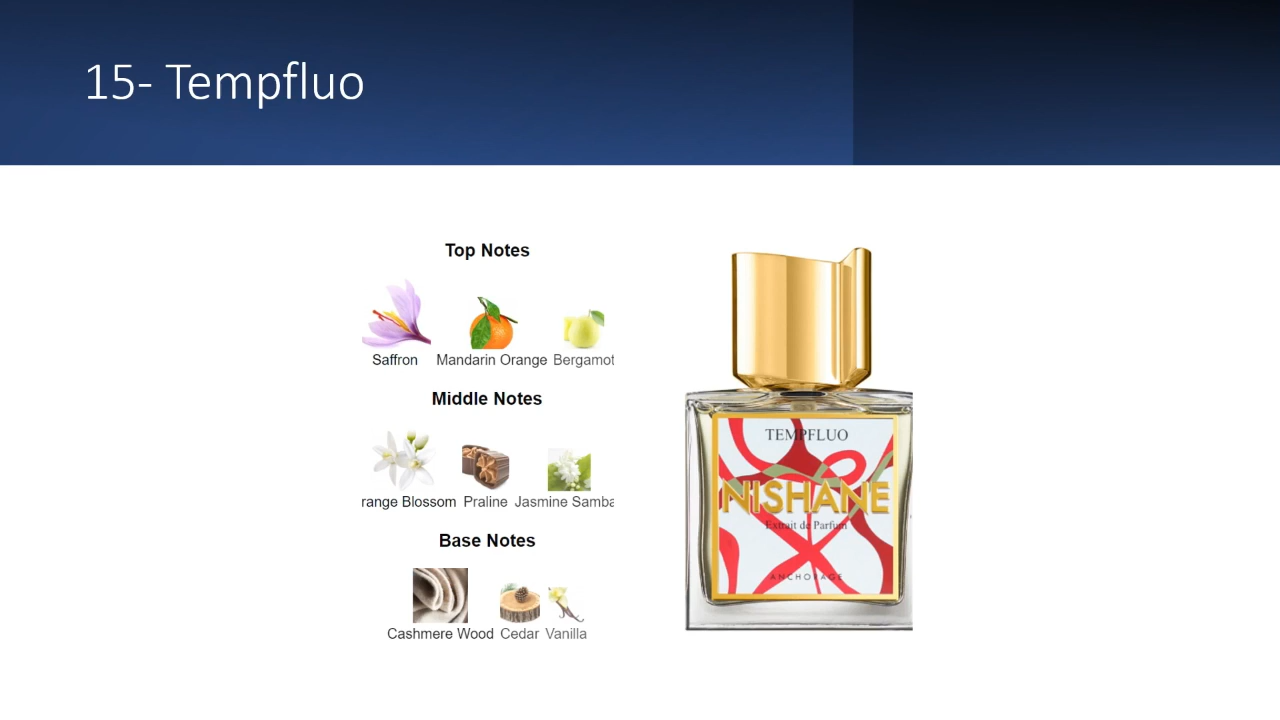 15- Tempfluo
Top Notes
Saffron Mandarin Orange Bergamot
Middle Notes
range Blossom Praline Jasmine Samba
Base Notes
Cashmere Wood Cedar Vanilla
TEMPFLUO
NISHANE
Extrait de Parfum
ANCHORAGE